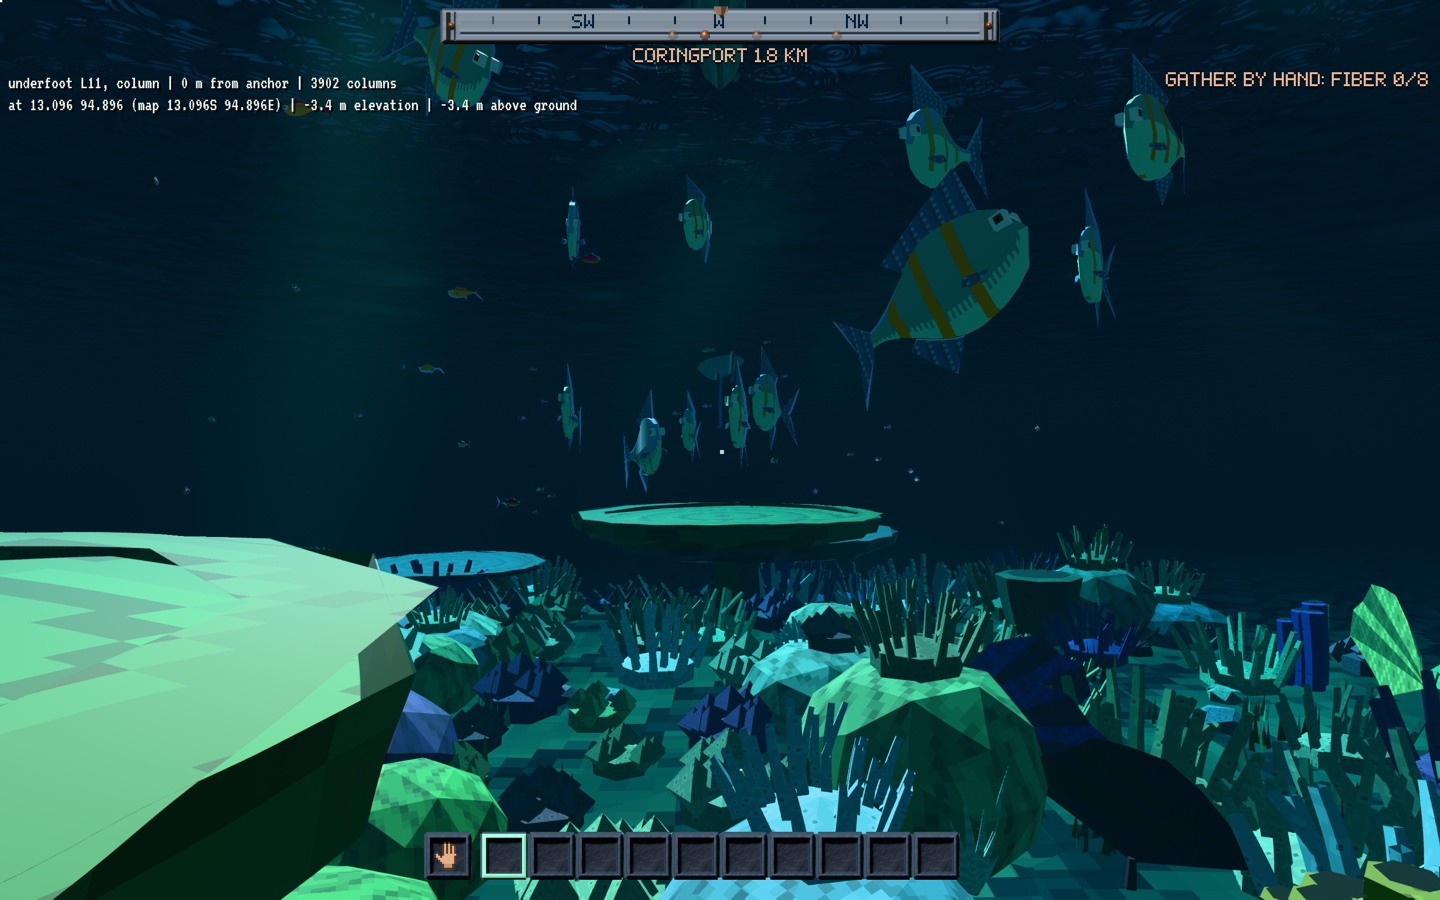 SW W NW
CORINGPORT 1.8 KM
underfoot L11, column | 0 m from anchor | 3902 columns
GATHER BY HAND: FIBER 0/8
at 13.096 94.896 (map 13.096S 94.896E) | -3.4 m elevation | -3.4 m above ground